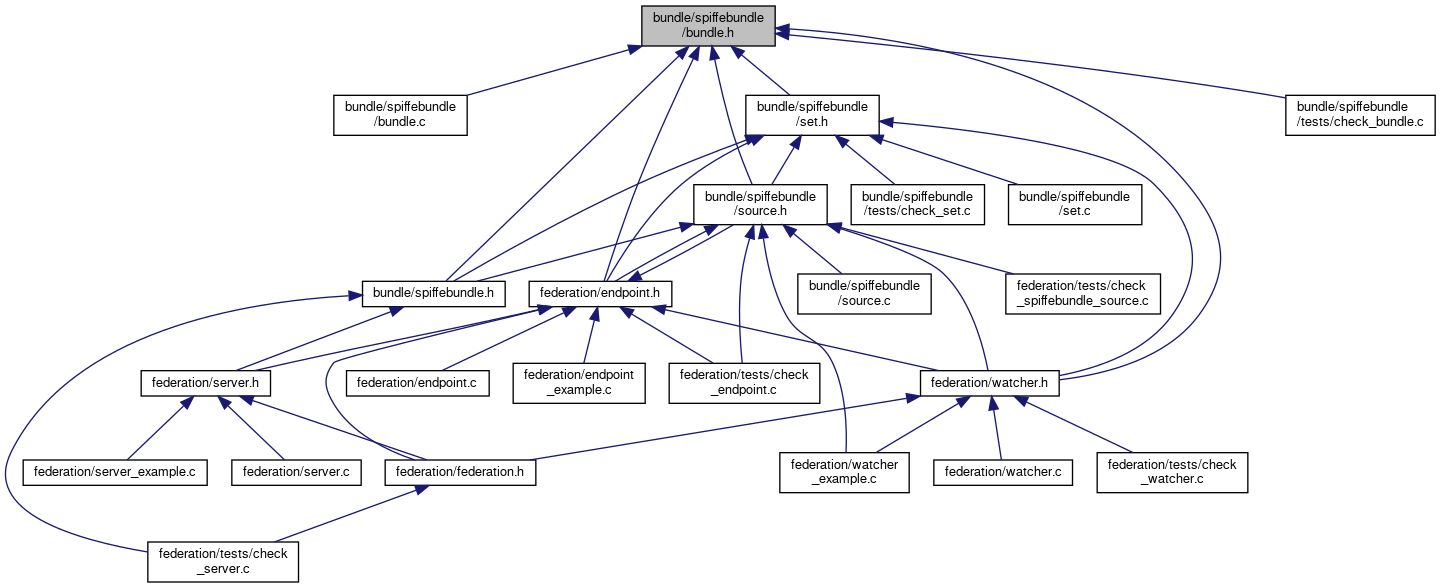 bundle/spiffebundle
/bundle.h
bundle/spiffebundle
/bundle.c
bundle/spiffebundle
/set.h
bundle/spiffebundle
/tests/check_bundle.c
bundle/spiffebundle
/source.h
bundle/spiffebundle
/tests/check_set.c
bundle/spiffebundle
/set.c
bundle/spiffebundle.h
federation/endpoint.h
bundle/spiffebundle
/source.c
federation/tests/check
_spiffebundle_source.c
federation/server.h
federation/endpoint.c
federation/endpoint
_example.c
federation/tests/check
_endpoint.c
federation/watcher.h
federation/server_example.c
federation/server.c
federation/federation.h
federation/watcher
_example.c
federation/watcher.c
federation/tests/check
_watcher.c
federation/tests/check
_server.c